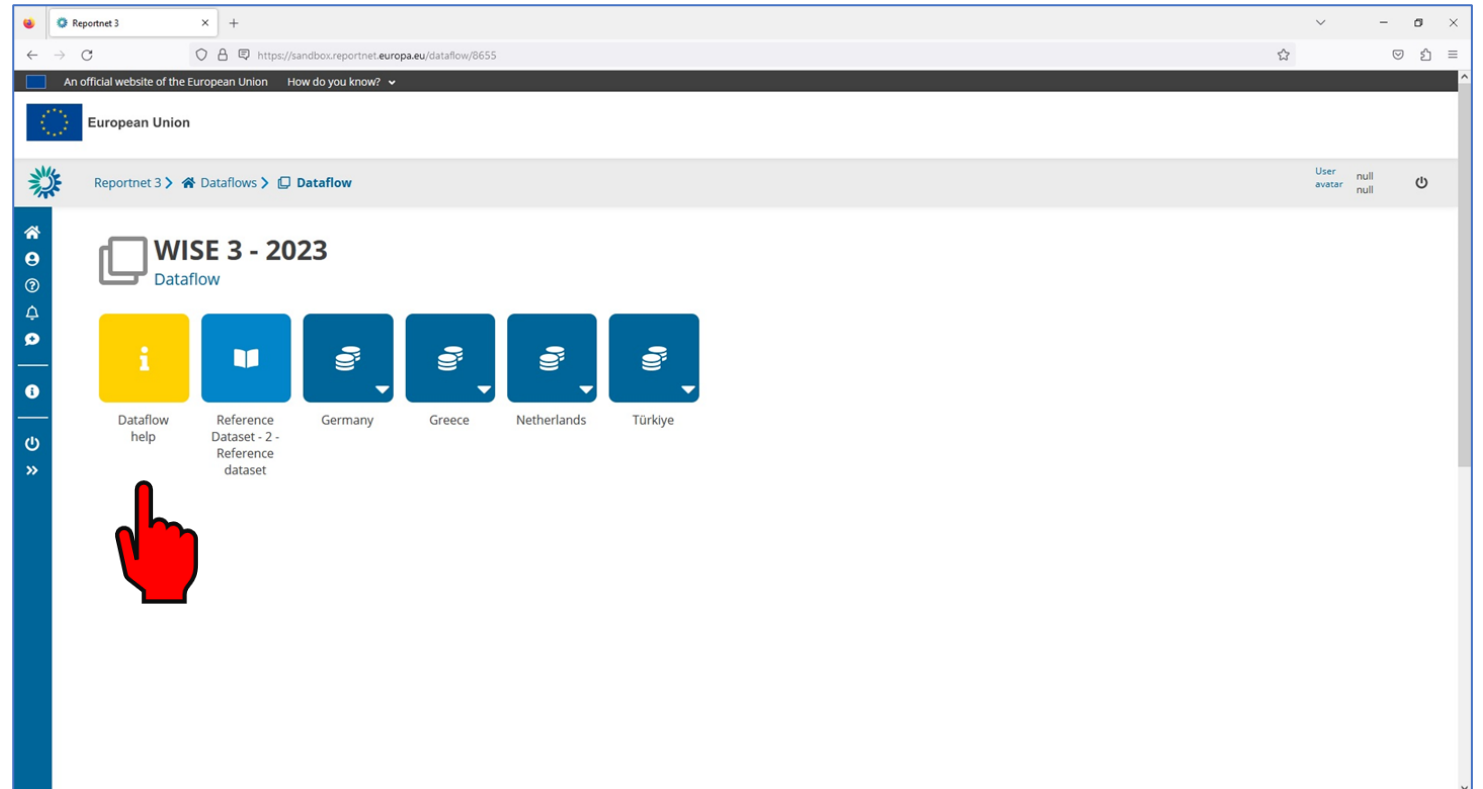 Reportnet 3
https://sandbox.reportnet.europa.eu/dataflow/8655
An official website of the European Union How do you know?
European Union
Reportnet 3 Dataflows Dataflow
User avatar null null
WISE 3 - 2023
Dataflow
Dataflow help
Reference Dataset - 2 - Reference dataset
Germany
Greece
Netherlands
Türkiye